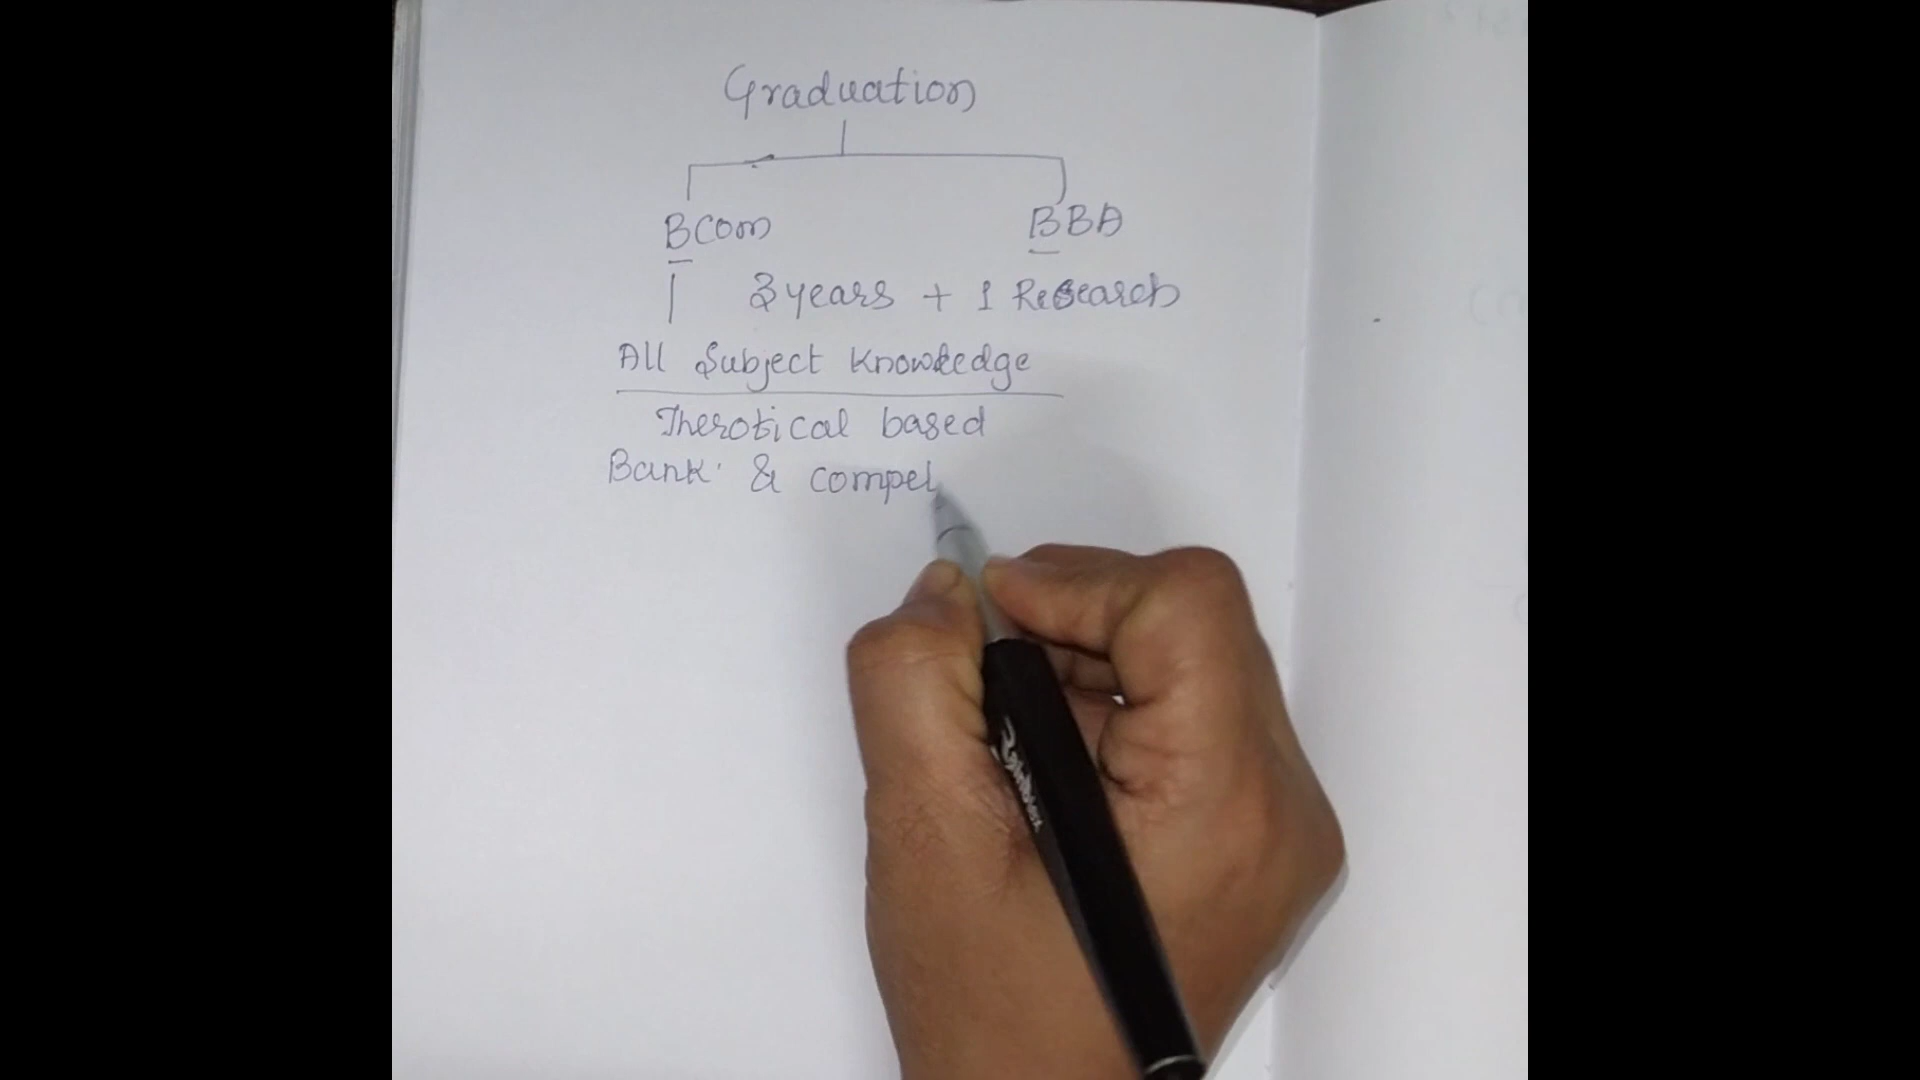 Graduation
BCom BBA
3 years + 1 Research
All Subject Knowledge
Therotical based
Bank & compet